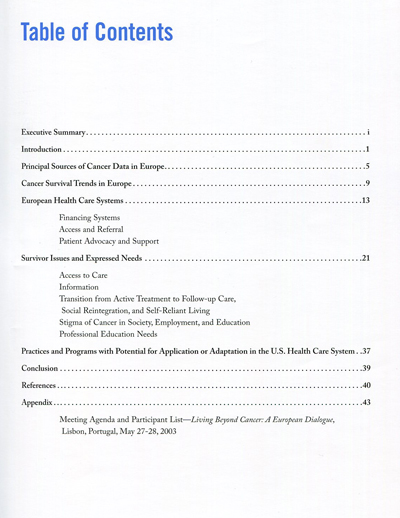 Table of Contents
Executive Summary. . . . . . . . . . . . . . . . . . . . . . . . . . . . . . . . . . . . . . . . . . . . . . . . . . . . . . . . . . . . . . i
Introduction . . . . . . . . . . . . . . . . . . . . . . . . . . . . . . . . . . . . . . . . . . . . . . . . . . . . . . . . . . . . . . . . . . .1
Principal Sources of Cancer Data in Europe. . . . . . . . . . . . . . . . . . . . . . . . . . . . . . . . . . . . . . . . . . . .5
Cancer Survival Trends in Europe . . . . . . . . . . . . . . . . . . . . . . . . . . . . . . . . . . . . . . . . . . . . . . . . . . .9
European Health Care Systems . . . . . . . . . . . . . . . . . . . . . . . . . . . . . . . . . . . . . . . . . . . . . . . . . . . .13
Financing Systems
Access and Referral
Patient Advocacy and Support
Survivor Issues and Expressed Needs . . . . . . . . . . . . . . . . . . . . . . . . . . . . . . . . . . . . . . . . . . . . . . . .21
Access to Care
Information
Transition from Active Treatment to Follow-up Care,
Social Reintegration, and Self-Reliant Living
Stigma of Cancer in Society, Employment, and Education
Professional Education Needs
Practices and Programs with Potential for Application or Adaptation in the U.S. Health Care System . .37
Conclusion . . . . . . . . . . . . . . . . . . . . . . . . . . . . . . . . . . . . . . . . . . . . . . . . . . . . . . . . . . . . . . . . . . .39
References . . . . . . . . . . . . . . . . . . . . . . . . . . . . . . . . . . . . . . . . . . . . . . . . . . . . . . . . . . . . . . . . . . .40
Appendix . . . . . . . . . . . . . . . . . . . . . . . . . . . . . . . . . . . . . . . . . . . . . . . . . . . . . . . . . . . . . . . . . . . .43
Meeting Agenda and Participant List—Living Beyond Cancer: A European Dialogue,
Lisbon, Portugal, May 27-28, 2003